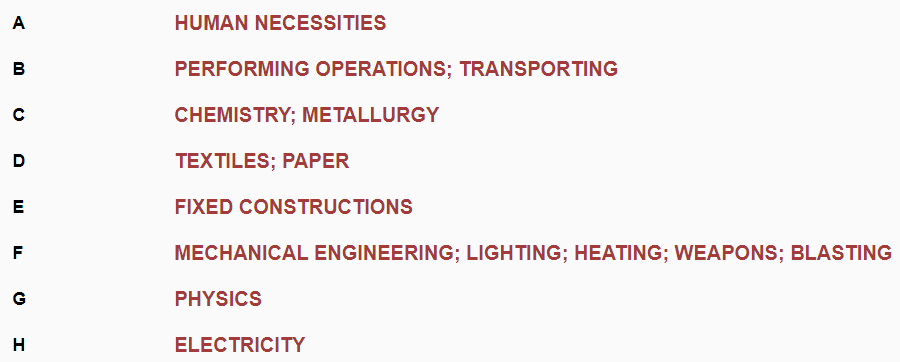 A HUMAN NECESSITIES
B PERFORMING OPERATIONS; TRANSPORTING
C CHEMISTRY; METALLURGY
D TEXTILES; PAPER
E FIXED CONSTRUCTIONS
F MECHANICAL ENGINEERING; LIGHTING; HEATING; WEAPONS; BLASTING
G PHYSICS
H ELECTRICITY